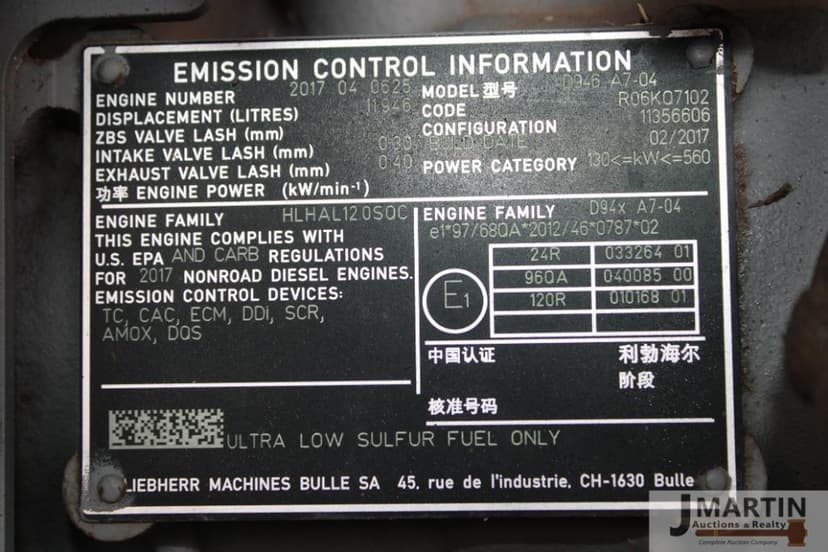 EMISSION CONTROL INFORMATION
ENGINE NUMBER 2017 04 0625
DISPLACEMENT (LITRES) 11.946
ZBS VALVE LASH (mm)
INTAKE VALVE LASH (mm) 0.30
EXHAUST VALVE LASH (mm) 0.40
功率 ENGINE POWER (kW/min⁻¹)
MODEL 型号 D946 A7-04
CODE R06KQ7102
CONFIGURATION 11356606
BUILD DATE 02/2017
POWER CATEGORY 130<=kW<=560
ENGINE FAMILY HLHAL12.0SQC
THIS ENGINE COMPLIES WITH
U.S. EPA AND CARB REGULATIONS
FOR 2017 NONROAD DIESEL ENGINES.
EMISSION CONTROL DEVICES:
TC, CAC, ECM, DDi, SCR,
AMOX, DQS
ENGINE FAMILY D94x A7-04
e1*97/68QA*2012/46*0787*02
E1
24R 033264 01
96QA 040085 00
120R 010168 01
中国认证 利勃海尔
阶段
核准号码
ULTRA LOW SULFUR FUEL ONLY
LIEBHERR MACHINES BULLE SA 45, rue de l'industrie, CH-1630 Bulle
J MARTIN
Auctions & Realty
Complete Auction Company